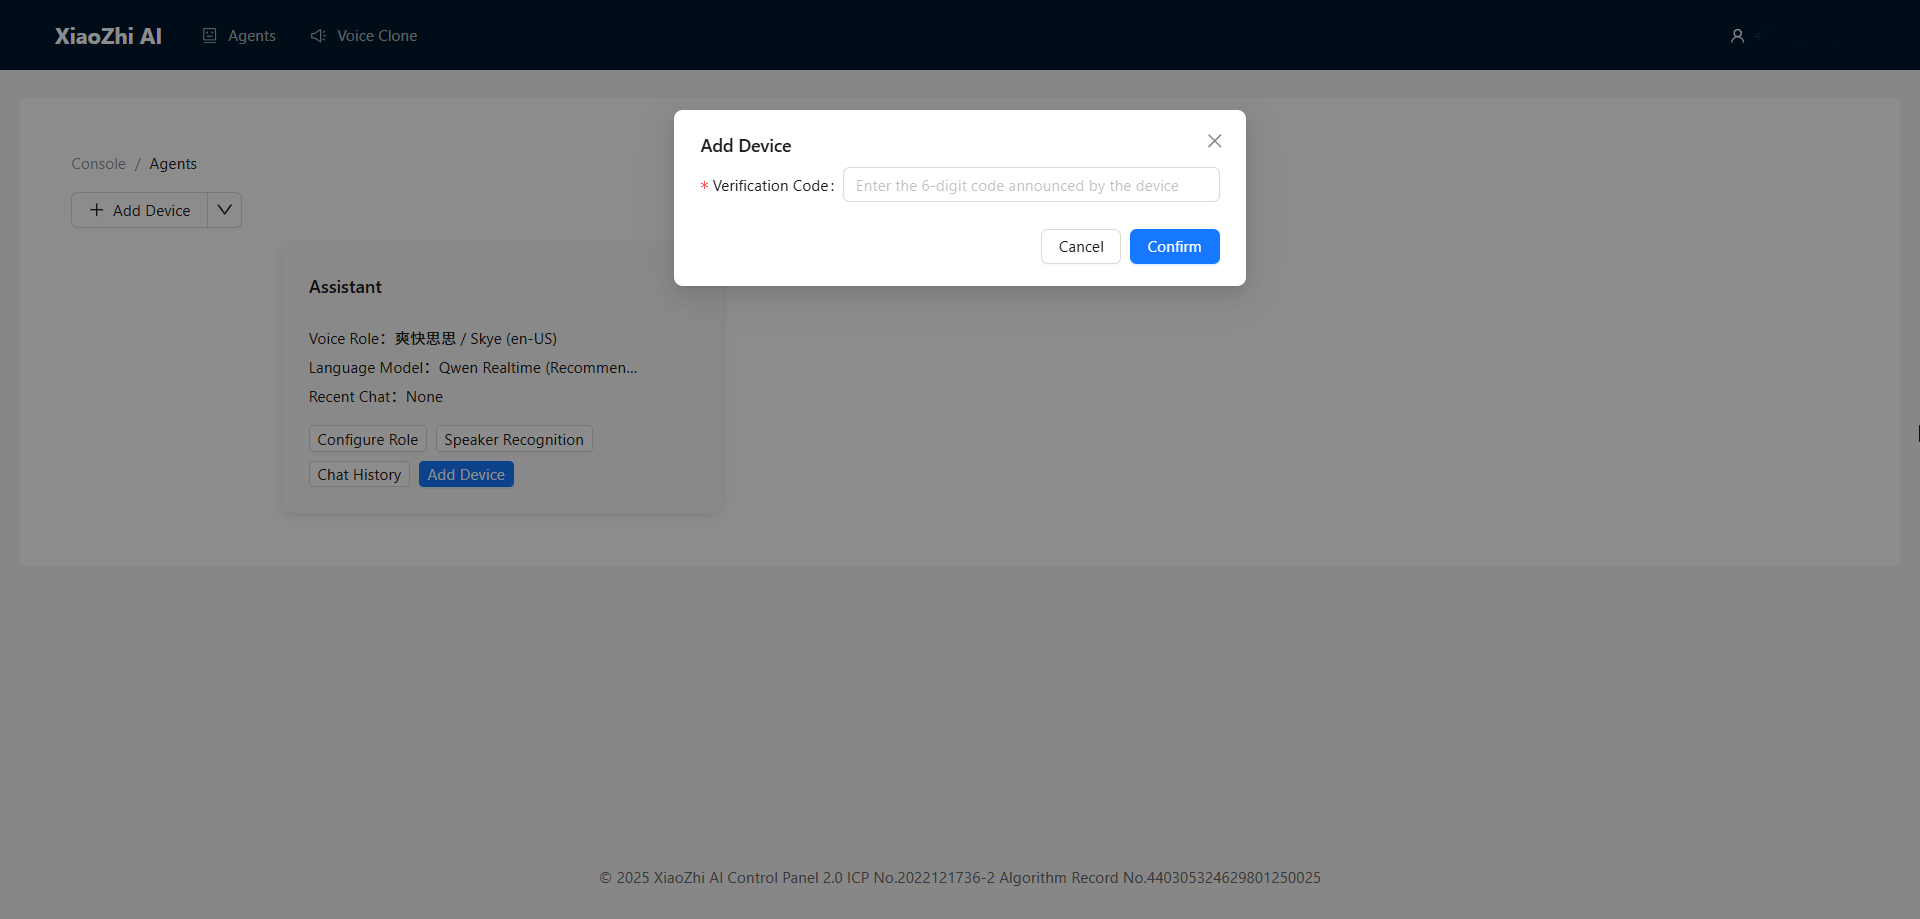 XiaoZhi AI Agents Voice Clone
Add Device
Console / Agents
* Verification Code: Enter the 6-digit code announced by the device
Add Device
Cancel Confirm
Assistant
Voice Role：爽快思思 / Skye (en-US)
Language Model：Qwen Realtime (Recommen...
Recent Chat：None
Configure Role Speaker Recognition
Chat History Add Device
© 2025 XiaoZhi AI Control Panel 2.0 ICP No.2022121736-2 Algorithm Record No.440305324629801250025